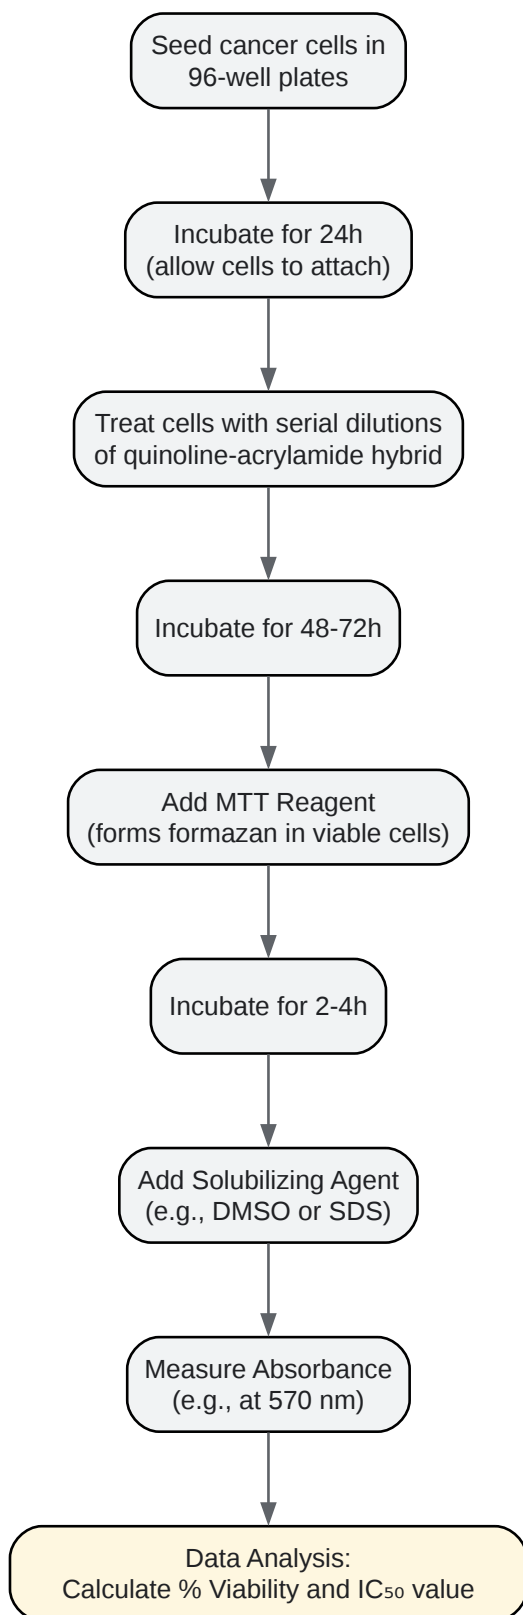 Seed cancer cells in
96-well plates
Incubate for 24h
(allow cells to attach)
Treat cells with serial dilutions
of quinoline-acrylamide hybrid
Incubate for 48-72h
Add MTT Reagent
(forms formazan in viable cells)
Incubate for 2-4h
Add Solubilizing Agent
(e.g., DMSO or SDS)
Measure Absorbance
(e.g., at 570 nm)
Data Analysis:
Calculate % Viability and IC₅₀ value